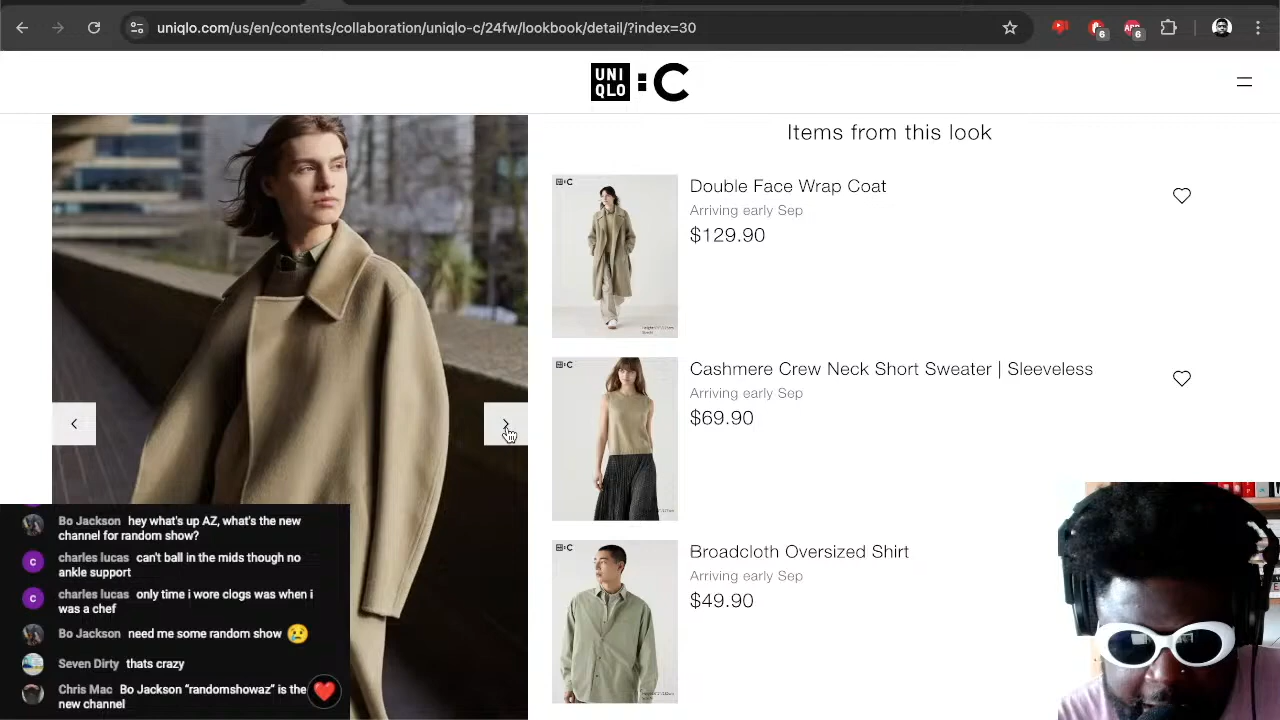 uniqlo.com/us/en/contents/collaboration/uniqlo-c/24fw/lookbook/detail/?index=30
6
6
UNI
QLO
:C
Items from this look
Double Face Wrap Coat
Arriving early Sep
$129.90
Cashmere Crew Neck Short Sweater | Sleeveless
Arriving early Sep
$69.90
Broadcloth Oversized Shirt
Arriving early Sep
$49.90
Bo Jackson hey what's up AZ, what's the new
channel for random show?
charles lucas can't ball in the mids though no
ankle support
charles lucas only time i wore clogs was when i
was a chef
Bo Jackson need me some random show 😢
Seven Dirty thats crazy
Chris Mac Bo Jackson “randomshowaz” is the
new channel